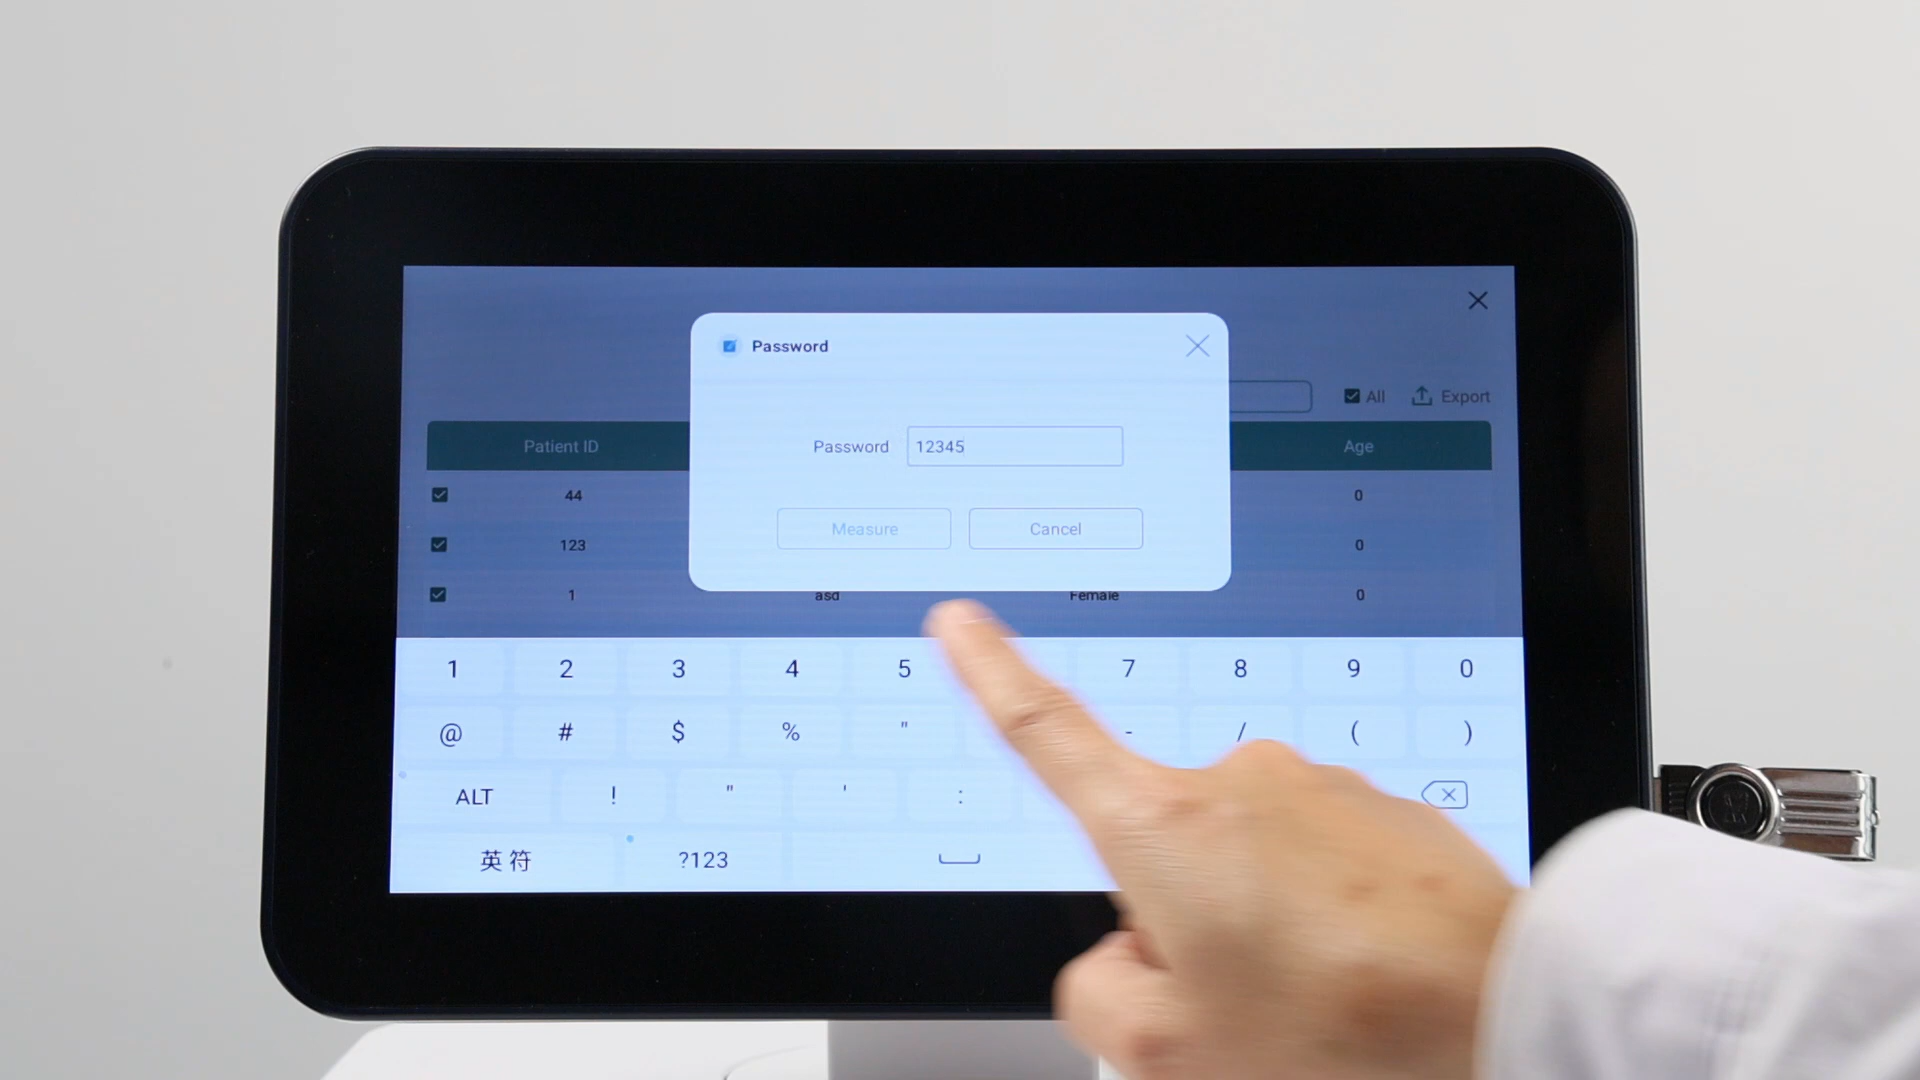 Password
All
Export
Password
12345
Patient ID
Age
44
0
Measure
Cancel
123
0
1
asd
Female
0
1 2 3 4 5 7 8 9 0
@ # $ % " - / ( )
ALT ! " ' :
英符 ?123